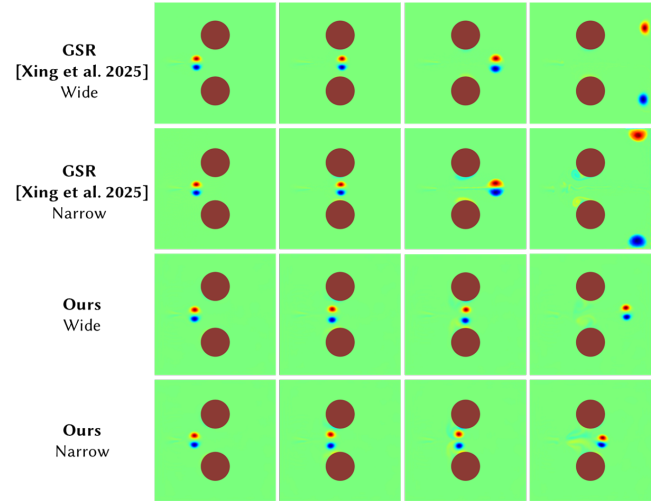 GSR
[Xing et al. 2025]
Wide
GSR
[Xing et al. 2025]
Narrow
Ours
Wide
Ours
Narrow